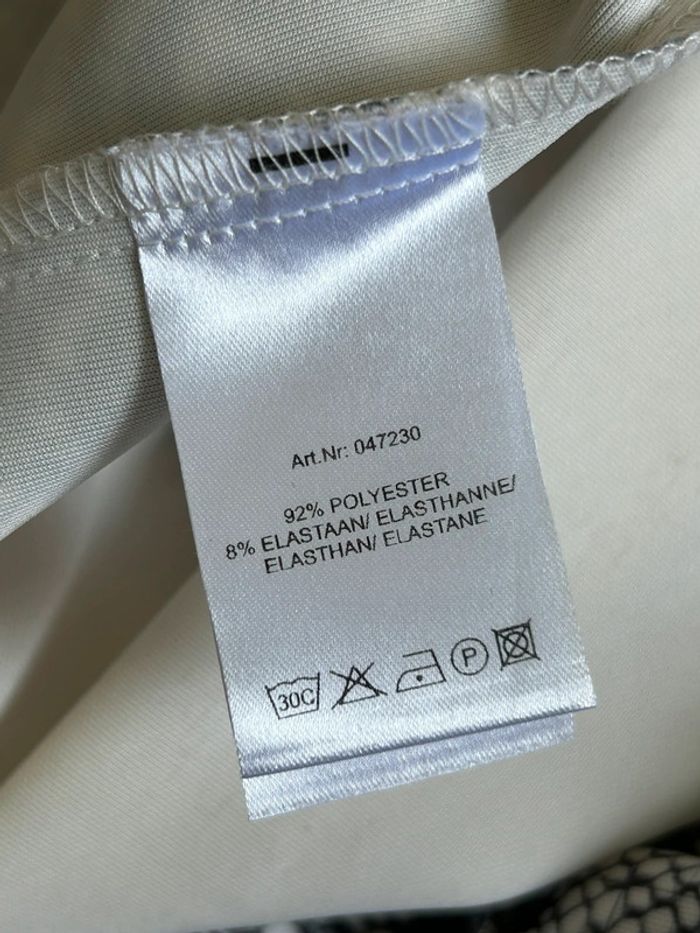 Art.Nr: 047230
92% POLYESTER
8% ELASTAAN/ ELASTHANNE/
ELASTHAN/ ELASTANE
30C P